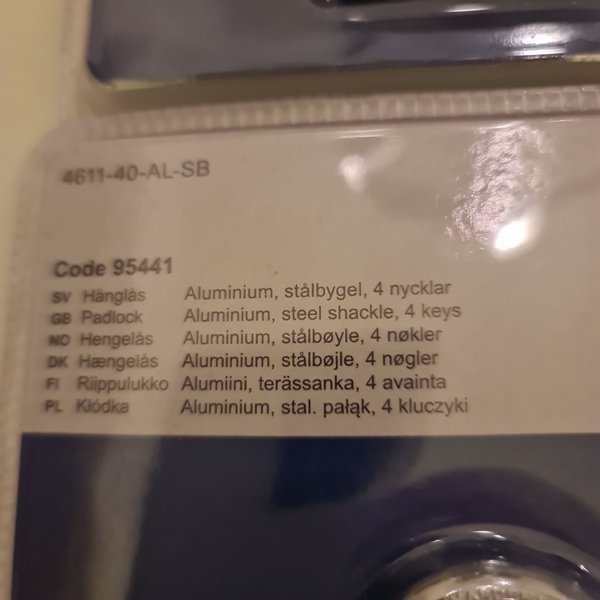 4611-40-AL-SB
Code 95441
SV Hänglås Aluminium, stålbygel, 4 nycklar
GB Padlock Aluminium, steel shackle, 4 keys
NO Hengelås Aluminium, stålbøyle, 4 nøkler
DK Hængelås Aluminium, stålbøjle, 4 nøgler
FI Riippulukko Alumiini, terässanka, 4 avainta
PL Kłódka Aluminium, stal. pałąk, 4 kluczyki